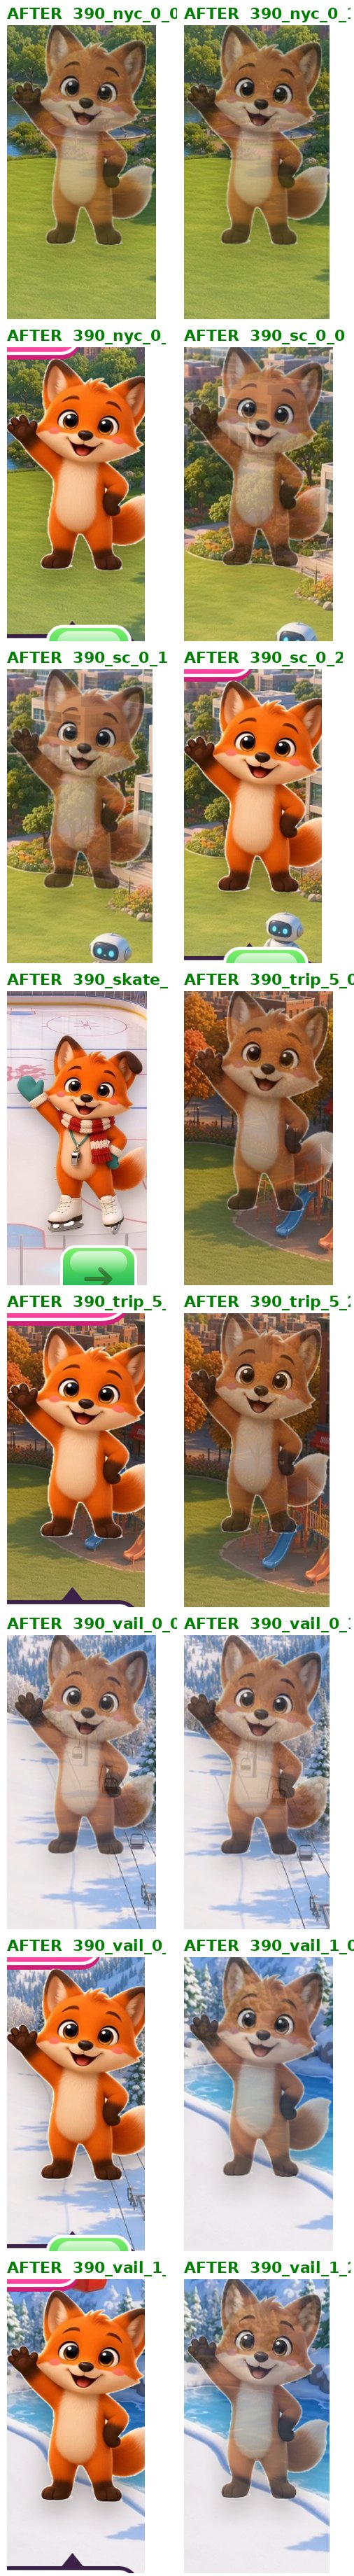 AFTER 390_nyc_0_0
AFTER 390_nyc_0_1
AFTER 390_nyc_0_
AFTER 390_sc_0_0
AFTER 390_sc_0_1
AFTER 390_sc_0_2
AFTER 390_skate_
AFTER 390_trip_5_0
AFTER 390_trip_5_
AFTER 390_trip_5_2
AFTER 390_vail_0_0
AFTER 390_vail_0_1
AFTER 390_vail_0_
AFTER 390_vail_1_0
AFTER 390_vail_1_
AFTER 390_vail_1_2